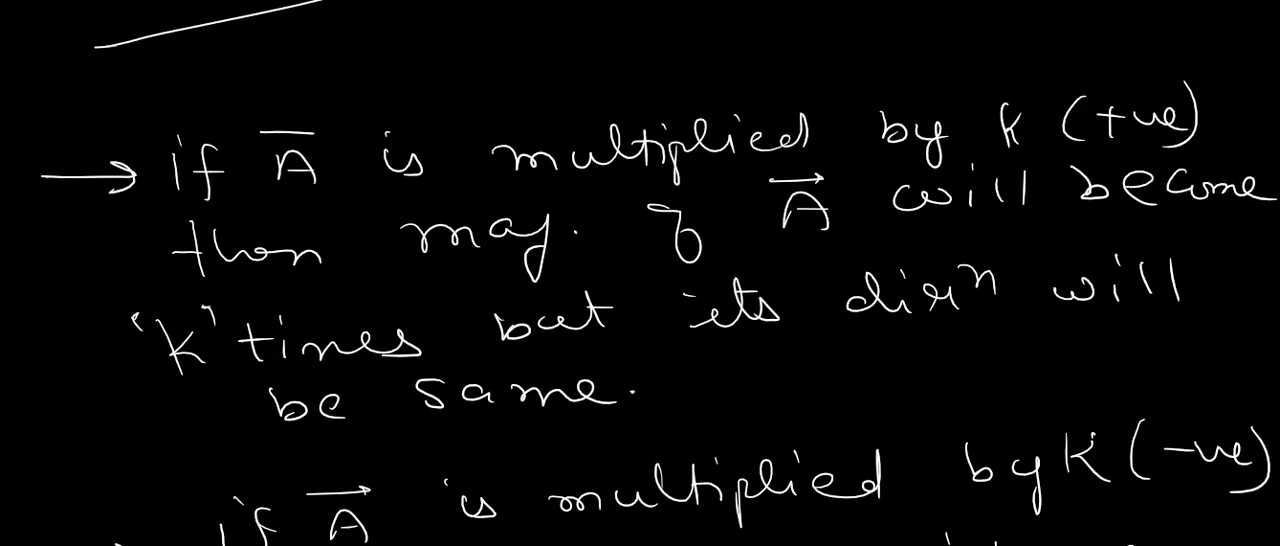 → if A̅ is multiplied by k (+ve)
then mag. of A⃗ will become
'K' times but its dirⁿ will
be same.
if A⃗ is multiplied by K (-ve)